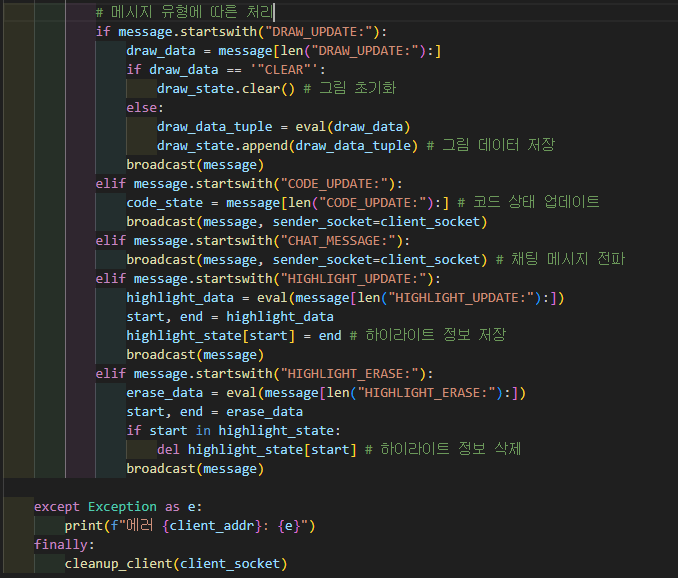 # 메시지 유형에 따른 처리
if message.startswith("DRAW_UPDATE:"):
draw_data = message[len("DRAW_UPDATE:"):]
if draw_data == '"CLEAR"':
draw_state.clear() # 그림 초기화
else:
draw_data_tuple = eval(draw_data)
draw_state.append(draw_data_tuple) # 그림 데이터 저장
broadcast(message)
elif message.startswith("CODE_UPDATE:"):
code_state = message[len("CODE_UPDATE:"):] # 코드 상태 업데이트
broadcast(message, sender_socket=client_socket)
elif message.startswith("CHAT_MESSAGE:"):
broadcast(message, sender_socket=client_socket) # 채팅 메시지 전파
elif message.startswith("HIGHLIGHT_UPDATE:"):
highlight_data = eval(message[len("HIGHLIGHT_UPDATE:"):])
start, end = highlight_data
highlight_state[start] = end # 하이라이트 정보 저장
broadcast(message)
elif message.startswith("HIGHLIGHT_ERASE:"):
erase_data = eval(message[len("HIGHLIGHT_ERASE:"):])
start, end = erase_data
if start in highlight_state:
del highlight_state[start] # 하이라이트 정보 삭제
broadcast(message)
except Exception as e:
print(f"에러 {client_addr}: {e}")
finally:
cleanup_client(client_socket)